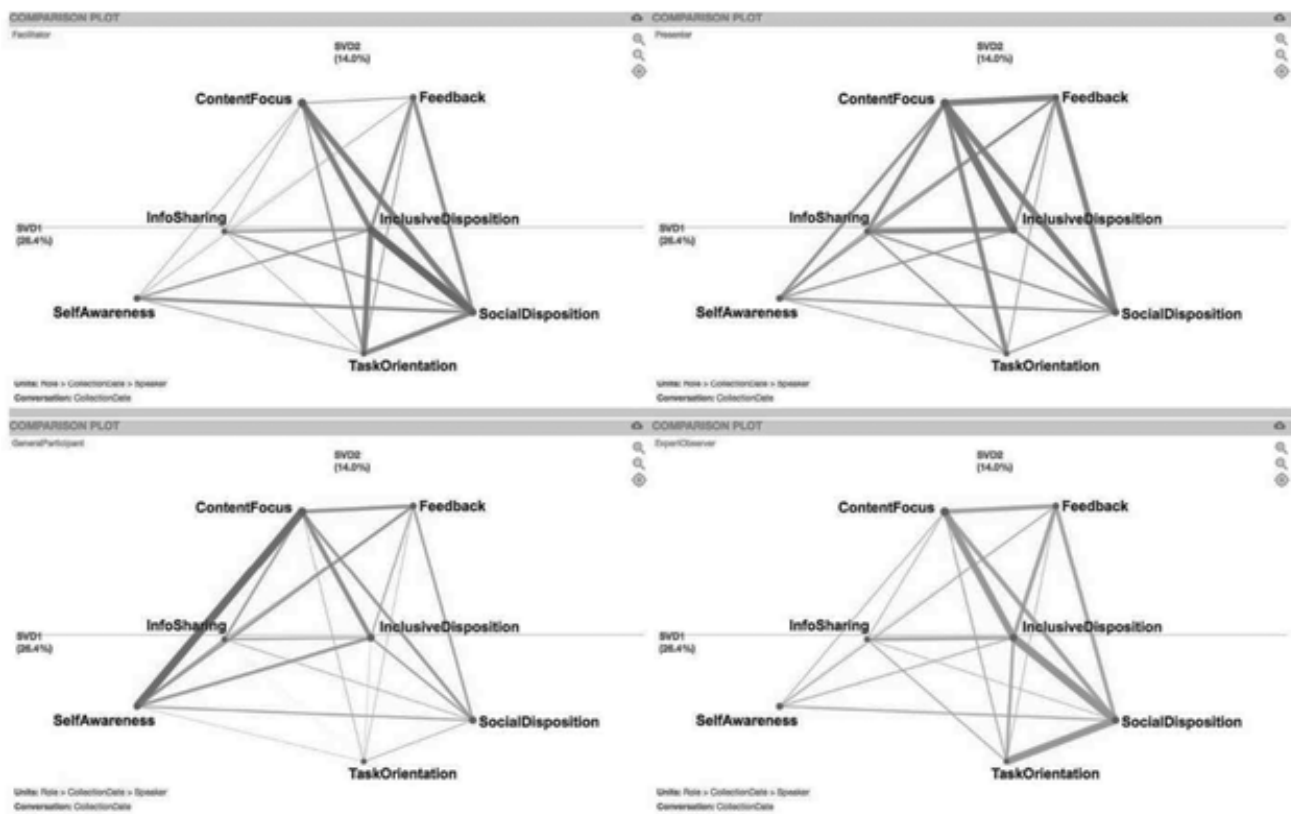 COMPARISON PLOT
Facilitator
SVD2
(14.0%)
ContentFocus
Feedback
InfoSharing
InclusiveDisposition
SVD1
(26.4%)
SelfAwareness
SocialDisposition
TaskOrientation
Units: Role > CollectionDate > Speaker
Conversation: CollectionDate
COMPARISON PLOT
Presenter
SVD2
(14.0%)
ContentFocus
Feedback
InfoSharing
InclusiveDisposition
SVD1
(26.4%)
SelfAwareness
SocialDisposition
TaskOrientation
Units: Role > CollectionDate > Speaker
Conversation: CollectionDate
COMPARISON PLOT
GeneralParticipant
SVD2
(14.0%)
ContentFocus
Feedback
InfoSharing
InclusiveDisposition
SVD1
(26.4%)
SelfAwareness
SocialDisposition
TaskOrientation
Units: Role > CollectionDate > Speaker
Conversation: CollectionDate
COMPARISON PLOT
ExpertObserver
SVD2
(14.0%)
ContentFocus
Feedback
InfoSharing
InclusiveDisposition
SVD1
(26.4%)
SelfAwareness
SocialDisposition
TaskOrientation
Units: Role > CollectionDate > Speaker
Conversation: CollectionDate